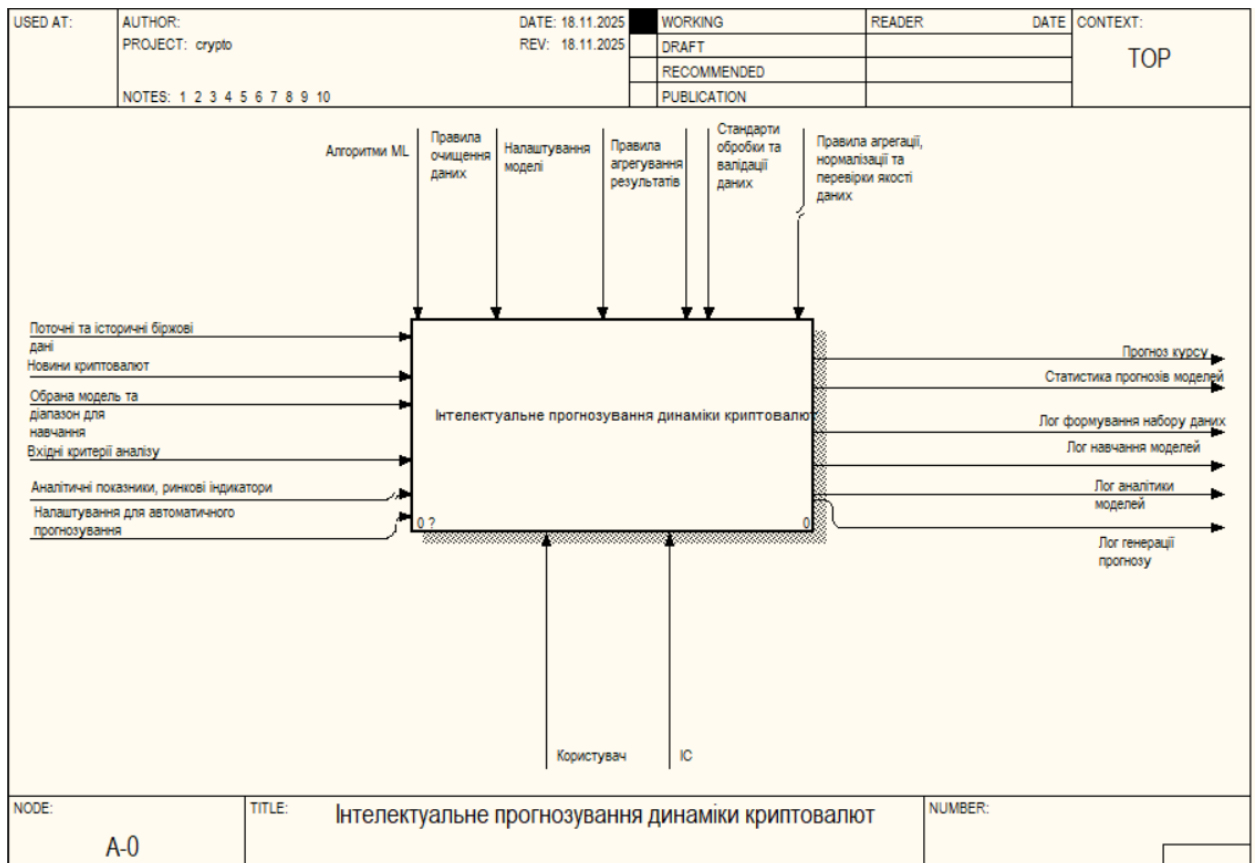 USED AT:
AUTHOR:
DATE: 18.11.2025
WORKING
READER
DATE
CONTEXT:
PROJECT: crypto
REV: 18.11.2025
DRAFT
TOP
RECOMMENDED
NOTES: 1 2 3 4 5 6 7 8 9 10
PUBLICATION
Алгоритми ML
Правила
очищення
даних
Налаштування
моделі
Правила
агрегування
результатів
Стандарти
обробки та
валідації
даних
Правила агрегації,
нормалізації та
перевірки якості
даних
Поточні та історичні біржові
дані
Новини криптовалют
Обрана модель та
діапазон для
навчання
Вхідні критерії аналізу
Аналітичні показники, ринкові індикатори
Налаштування для автоматичного
прогнозування
Інтелектуальне прогнозування динаміки криптовалют
0 ?
0
Прогноз курсу
Статистика прогнозів моделей
Лог формування набору даних
Лог навчання моделей
Лог аналітики
моделей
Лог генерації
прогнозу
Користувач
ІС
NODE:
A-0
TITLE:
Інтелектуальне прогнозування динаміки криптовалют
NUMBER: